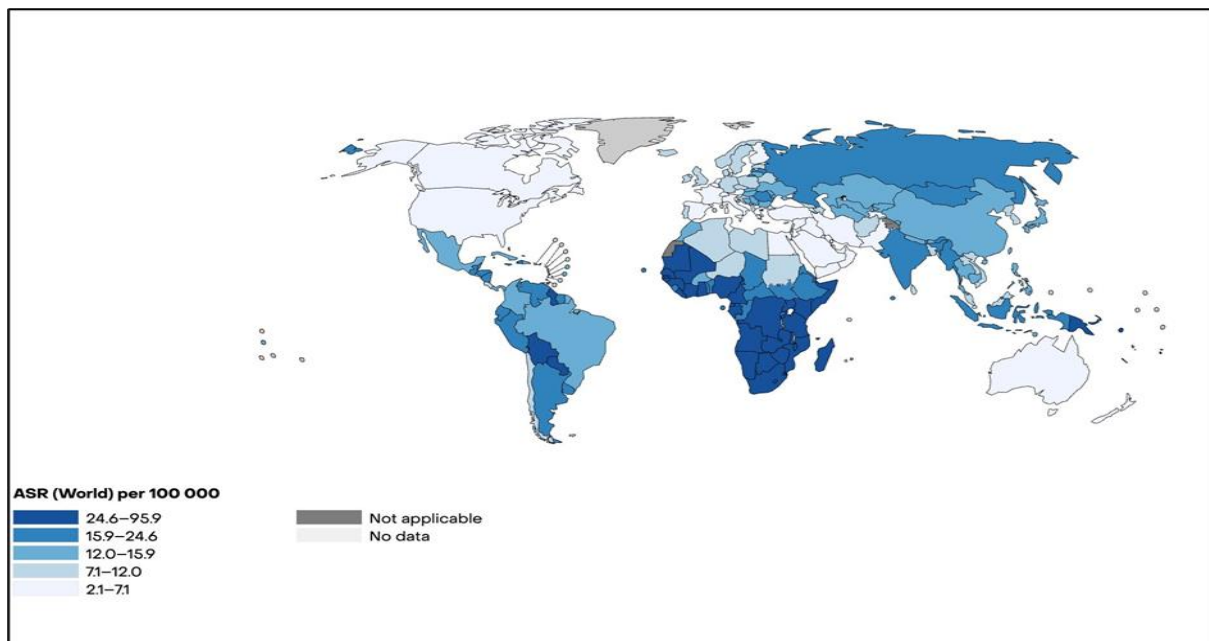 ASR (World) per 100 000
24.6–95.9
15.9–24.6
12.0–15.9
7.1–12.0
2.1–7.1
Not applicable
No data